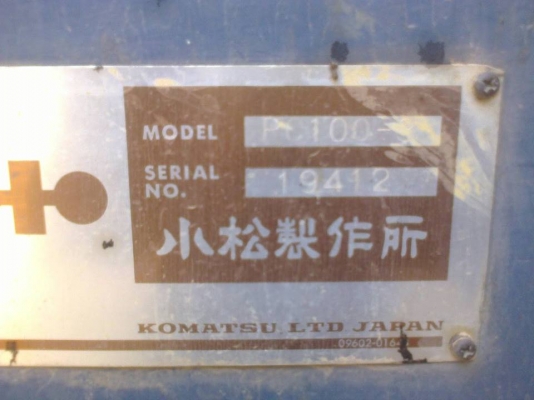 MODEL
SERIAL NO. 19412
小松製作所
KOMATSU LTD JAPAN